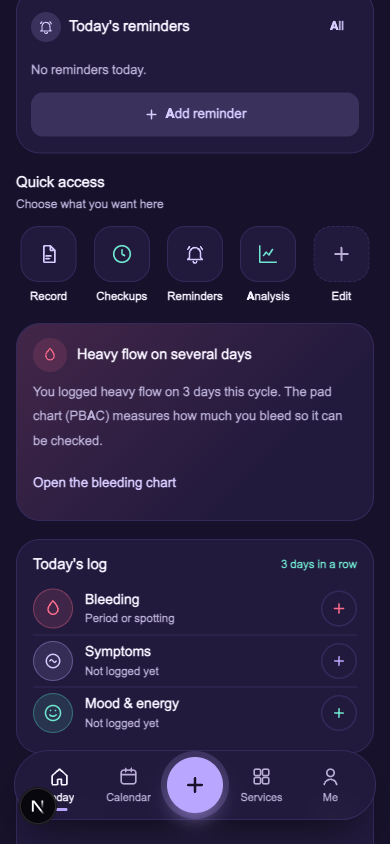 Today's reminders
All
No reminders today.
Add reminder
Quick access
Choose what you want here
Record
Checkups
Reminders
Analysis
Edit
Heavy flow on several days
You logged heavy flow on 3 days this cycle. The pad
chart (PBAC) measures how much you bleed so it can
be checked.
Open the bleeding chart
Today's log
3 days in a row
Bleeding
Period or spotting
Symptoms
Not logged yet
Mood & energy
Not logged yet
Calendar
Services
Me
N